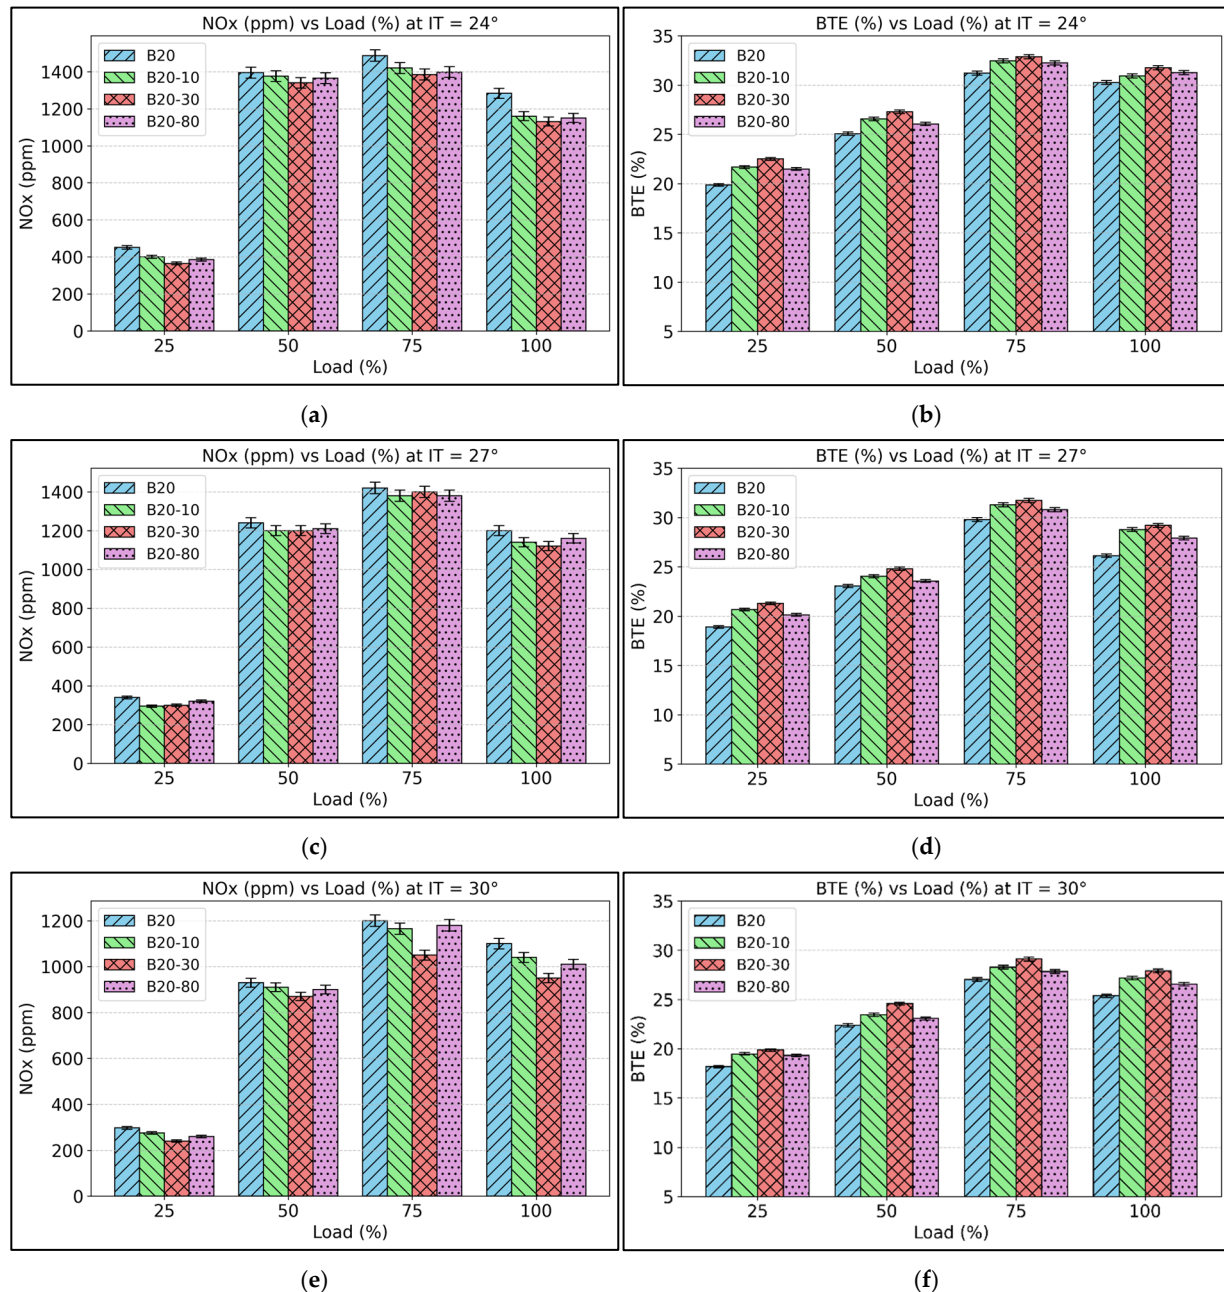 NOx (ppm) vs Load (%) at IT = 24°
NOx (ppm)
1400
1200
1000
800
600
400
200
0
B20
B20-10
B20-30
B20-80
25 50 75 100
Load (%)
(a)
BTE (%) vs Load (%) at IT = 24°
BTE (%)
35
30
25
20
15
10
5
B20
B20-10
B20-30
B20-80
25 50 75 100
Load (%)
(b)
NOx (ppm) vs Load (%) at IT = 27°
NOx (ppm)
1400
1200
1000
800
600
400
200
0
B20
B20-10
B20-30
B20-80
25 50 75 100
Load (%)
(c)
BTE (%) vs Load (%) at IT = 27°
BTE (%)
35
30
25
20
15
10
5
B20
B20-10
B20-30
B20-80
25 50 75 100
Load (%)
(d)
NOx (ppm) vs Load (%) at IT = 30°
NOx (ppm)
1200
1000
800
600
400
200
0
B20
B20-10
B20-30
B20-80
25 50 75 100
Load (%)
(e)
BTE (%) vs Load (%) at IT = 30°
BTE (%)
35
30
25
20
15
10
5
B20
B20-10
B20-30
B20-80
25 50 75 100
Load (%)
(f)